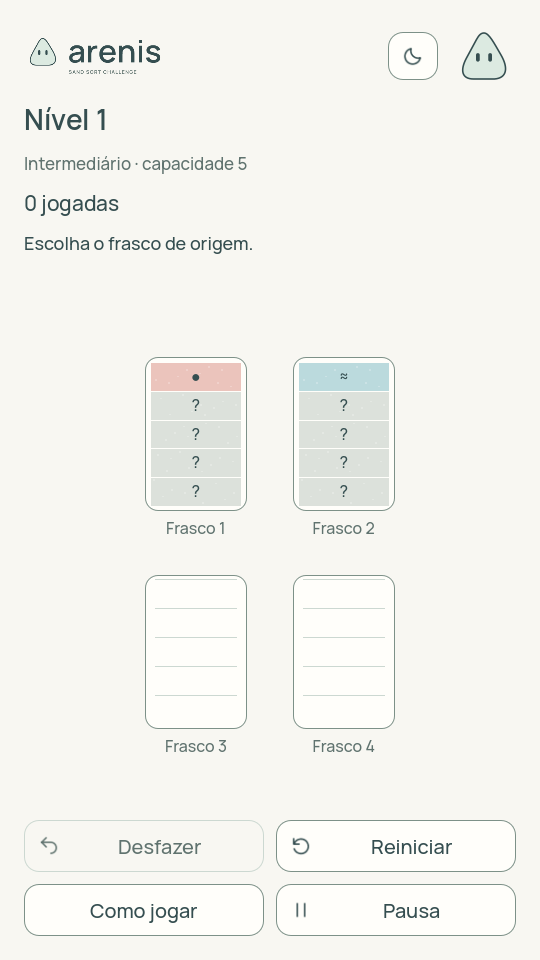 arenis
SAND SORT CHALLENGE
Nível 1
Intermediário · capacidade 5
0 jogadas
Escolha o frasco de origem.
● ≈
? ?
? ?
? ?
? ?
Frasco 1 Frasco 2
Frasco 3 Frasco 4
Desfazer Reiniciar
Como jogar Pausa